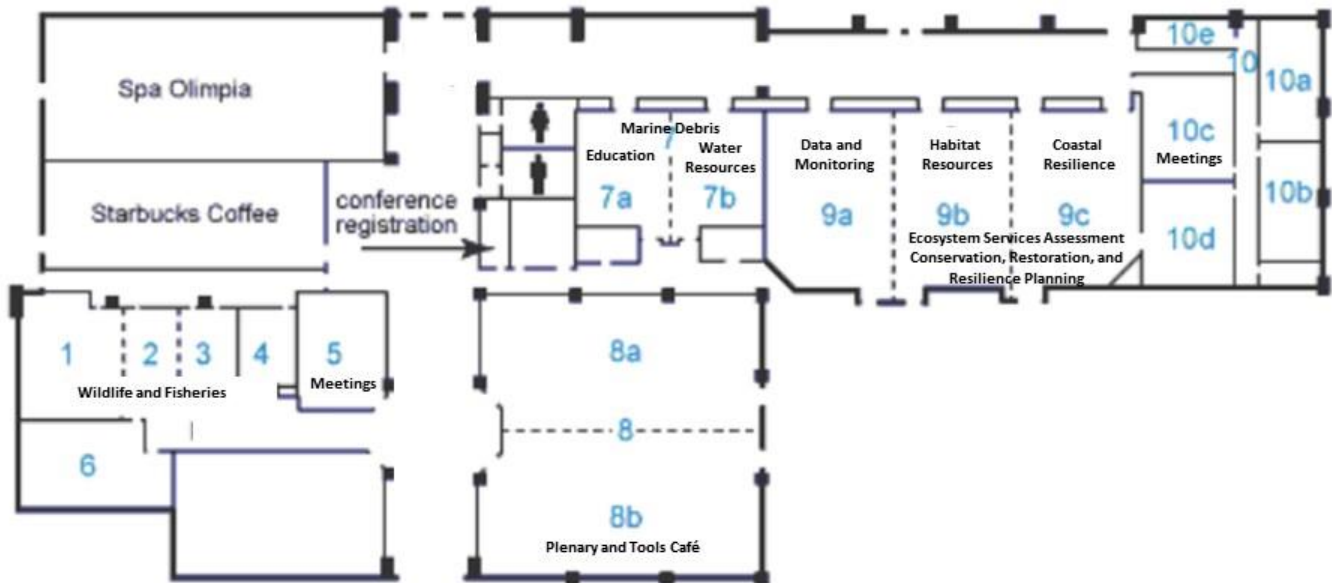 10e
10
Spa Olimpia
10a
Marine Debris
7
Education
Water
Resources
Data and
Monitoring
Habitat
Resources
Coastal
Resilience
10c
Meetings
7a
7b
9a
9b
9c
10b
10d
Starbucks Coffee
conference
registration
Ecosystem Services Assessment
Conservation, Restoration, and
Resilience Planning
1
2
3
4
5
8a
Wildlife and Fisheries
Meetings
8
6
8b
Plenary and Tools Café